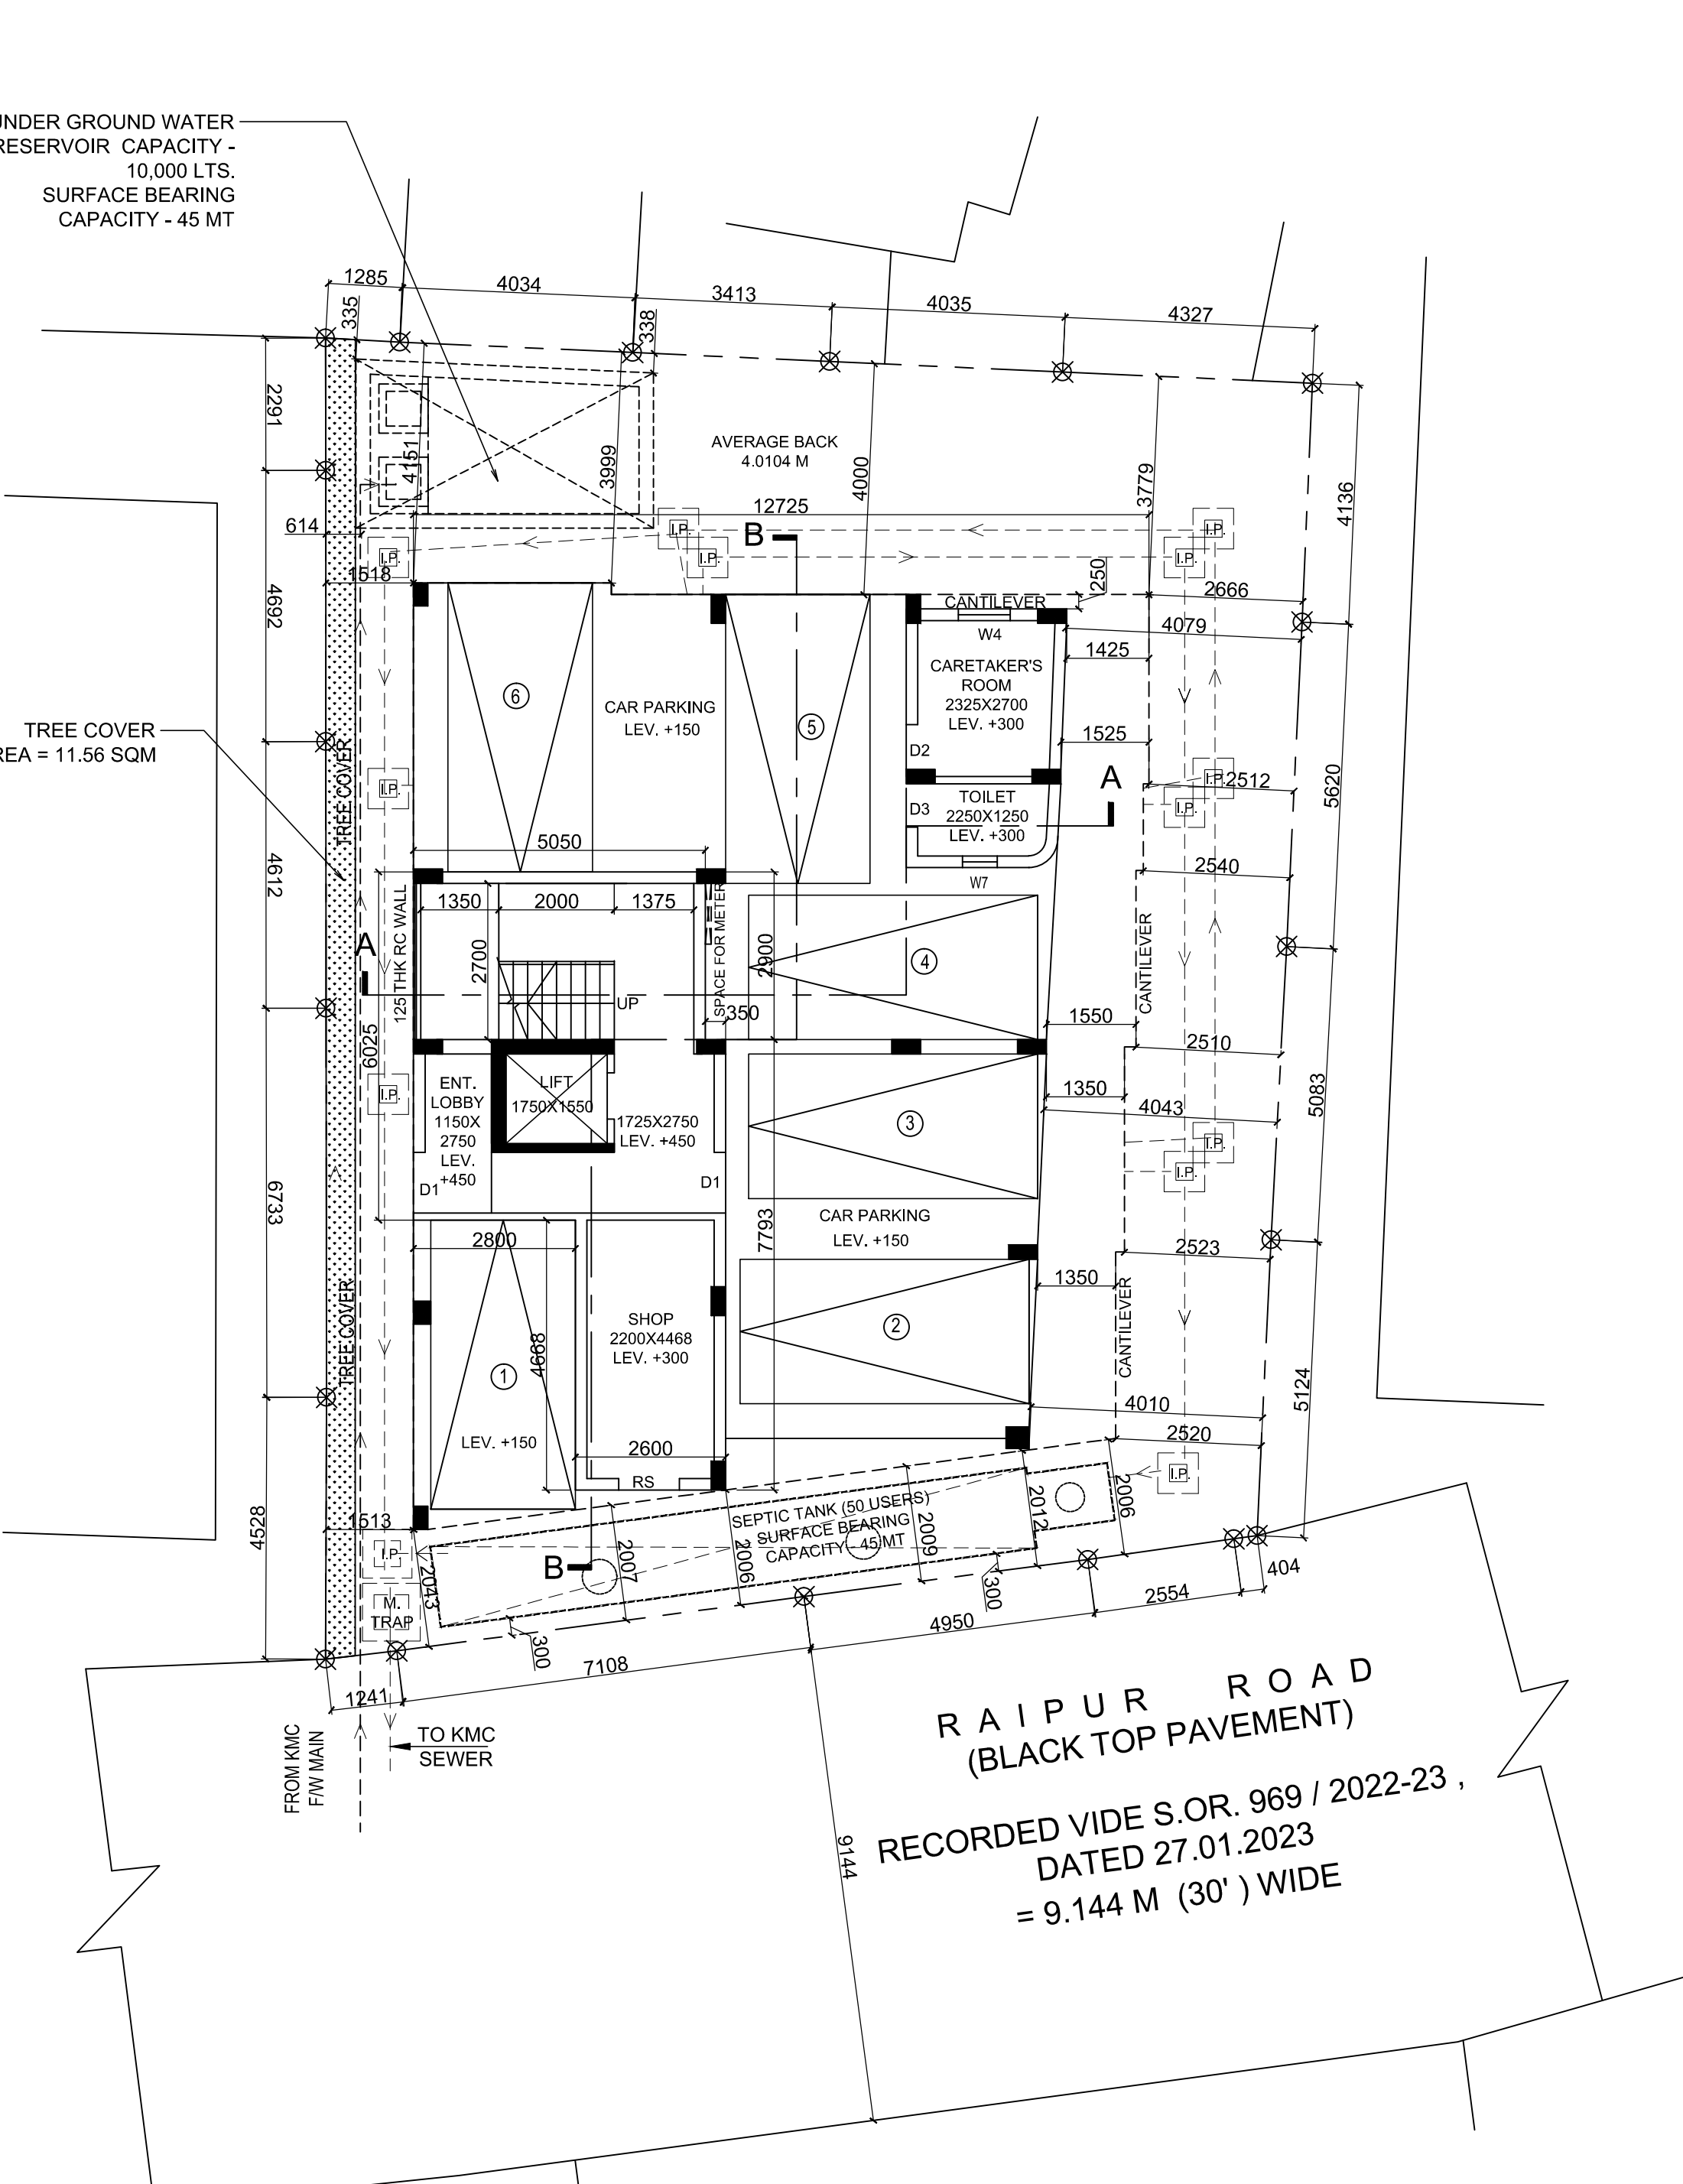 UNDER GROUND WATER
RESERVOIR CAPACITY -
10,000 LTS.
SURFACE BEARING
CAPACITY - 45 MT
1285
4034
3413
4035
4327
335
338
2291
4151
3999
AVERAGE BACK
4.0104 M
4000
3779
4136
12725
614
B
I.P.
I.P.
I.P.
I.P.
I.P.
1518
250
2666
4692
CANTILEVER
W4
4079
1425
CARETAKER'S
ROOM
2325X2700
LEV. +300
6
CAR PARKING
LEV. +150
5
TREE COVER
REA = 11.56 SQM
TREE COVER
D2
1525
A
I.P.
I.P.
I.P.
2512
5620
TOILET
2250X1250
LEV. +300
D3
5050
4612
W7
2540
1350
2000
1375
125 THK RC WALL
2700
SPACE FOR METER
2900
4
CANTILEVER
A
UP
350
1550
2510
6025
I.P.
ENT.
LOBBY
1150X
2750
LEV.
+450
LIFT
1750X1550
1725X2750
LEV. +450
1350
4043
5083
3
I.P.
I.P.
D1
D1
6733
CAR PARKING
LEV. +150
7793
2800
2523
1350
TREE COVER
CANTILEVER
SHOP
2200X4468
LEV. +300
4668
2
1
5124
4010
LEV. +150
2600
2520
RS
I.P.
4528
1513
I.P.
SEPTIC TANK (50 USERS)
SURFACE BEARING
CAPACITY - 45 MT
2012
2006
2009
2007
2006
B
2043
M.
TRAP
300
404
2554
4950
300
7108
1241
FROM KMC
F/W MAIN
TO KMC
SEWER
9144
RAIPUR ROAD
(BLACK TOP PAVEMENT)
RECORDED VIDE S.OR. 969 / 2022-23 ,
DATED 27.01.2023
= 9.144 M (30' ) WIDE